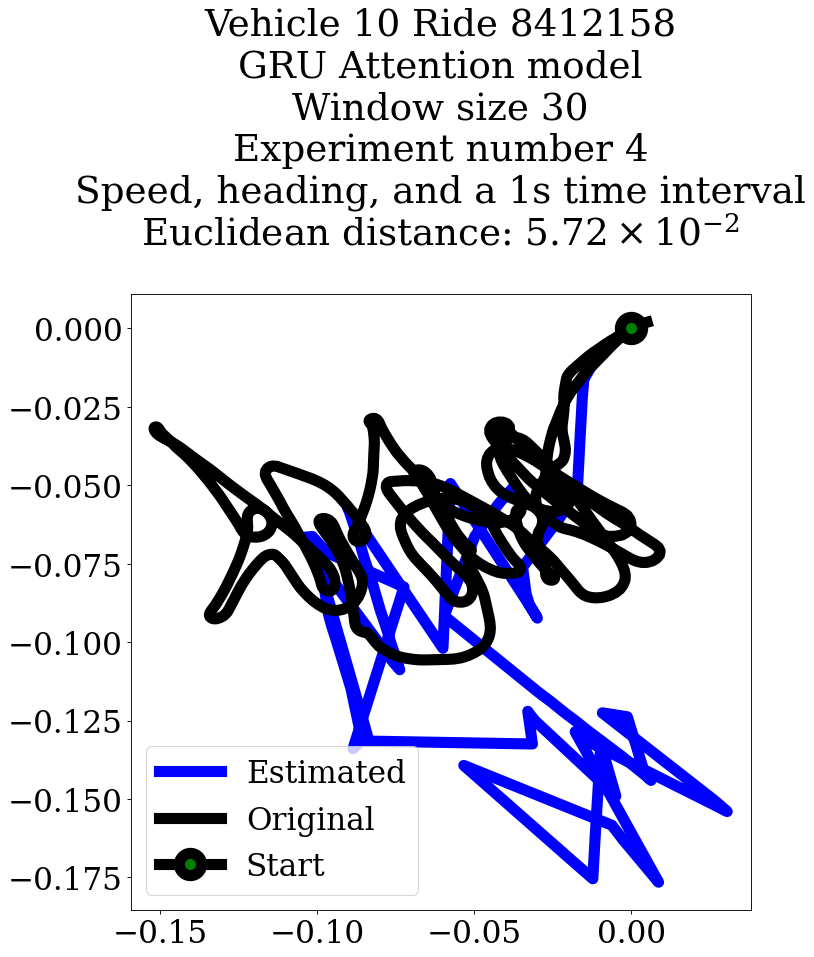 Vehicle 10 Ride 8412158
GRU Attention model
Window size 30
Experiment number 4
Speed, heading, and a 1s time interval
Euclidean distance: 5.72 × 10⁻²
0.000
−0.025
−0.050
−0.075
−0.100
−0.125
−0.150
−0.175
Estimated
Original
Start
−0.15
−0.10
−0.05
0.00